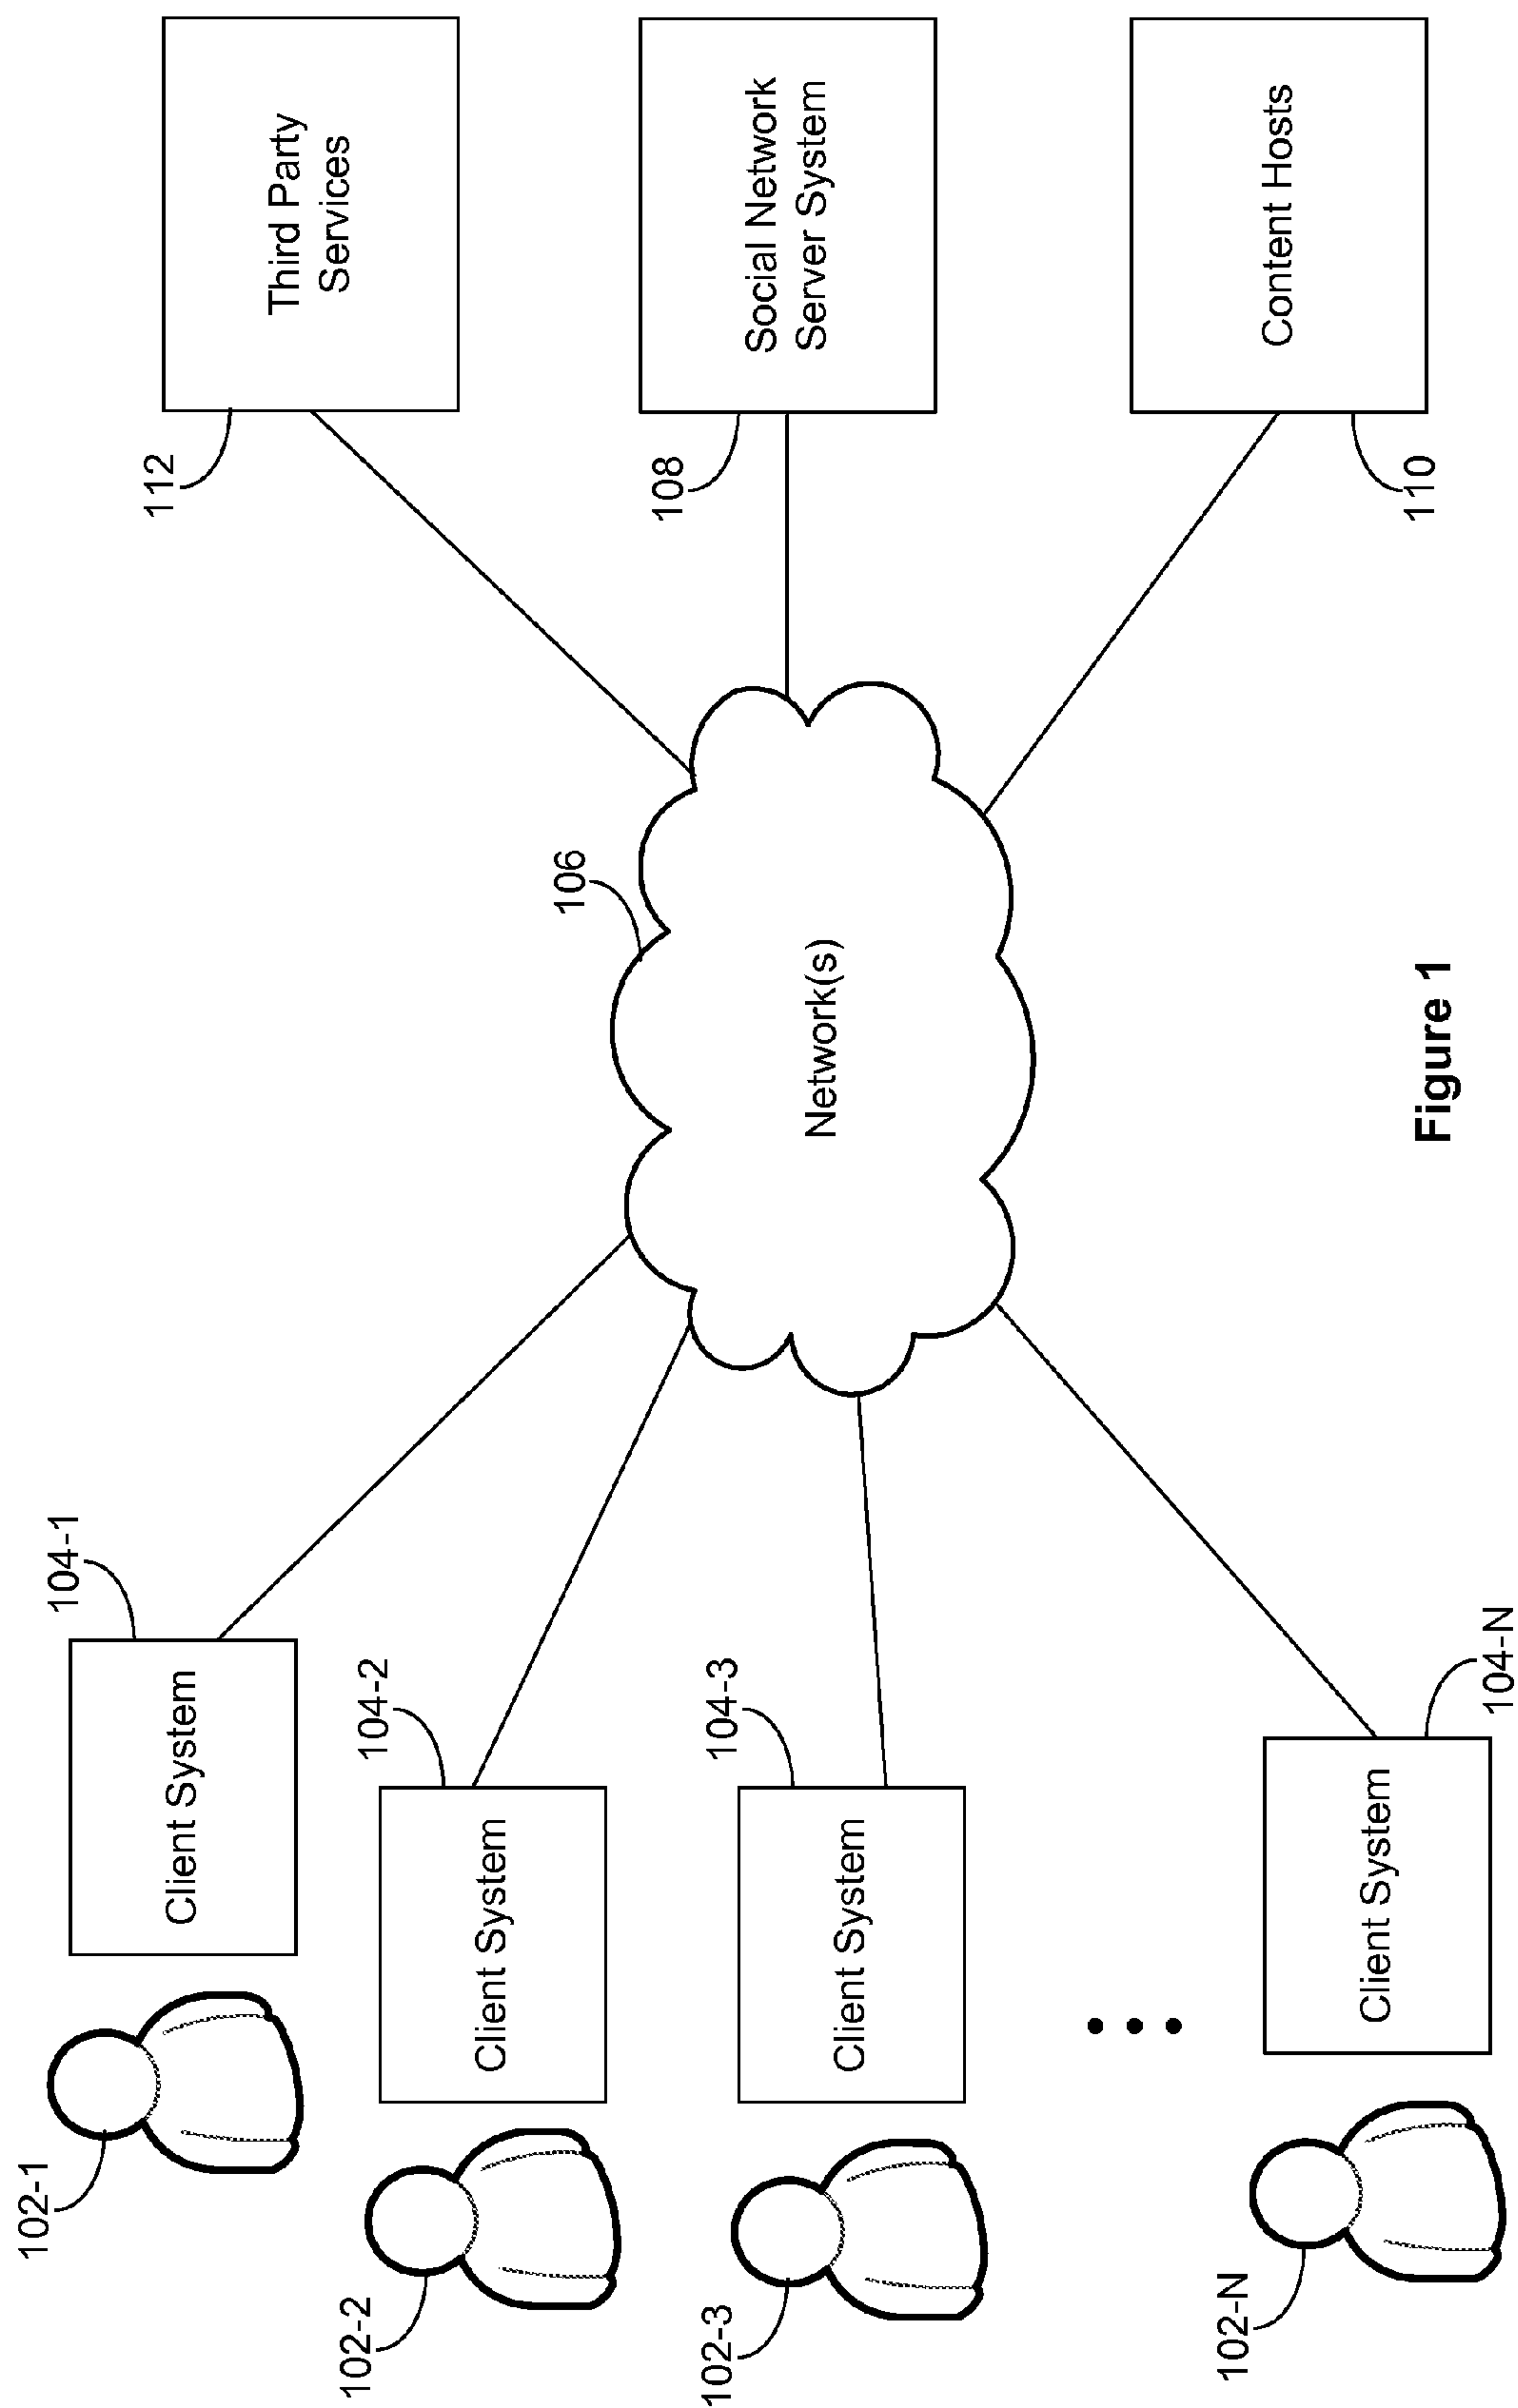 102-1
104-1
Client System
102-2
104-2
Client System
102-3
104-3
Client System
102-N
Client System
104-N
106
Network(s)
112
Third Party
Services
108
Social Network
Server System
Content Hosts
110
Figure 1